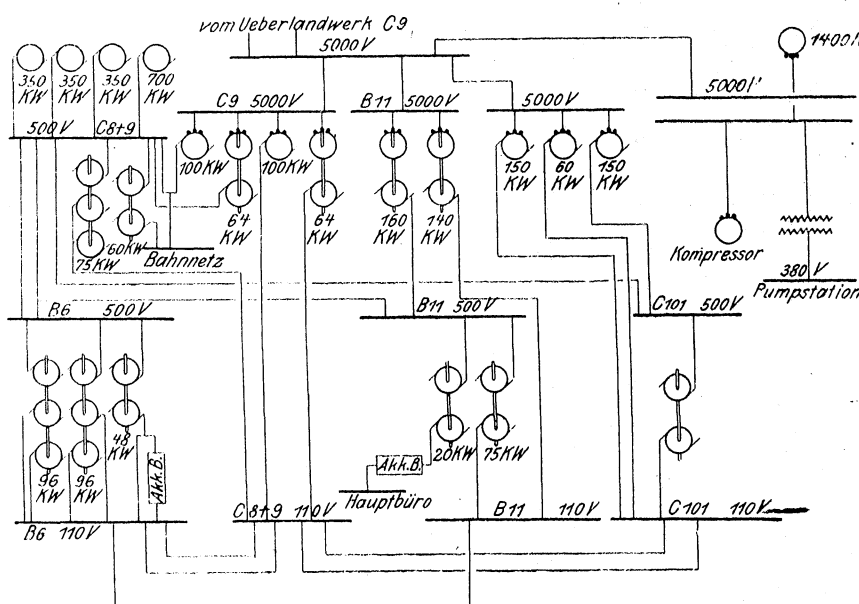 vom Ueberlandwerk C9
5000V
350 KW
350 KW
350 KW
700 KW
500V C8+9
C9 5000V
B11 5000V
5000V
5000V
100KW
64 KW
100KW
64 KW
160 KW
140 KW
150 KW
60 KW
150 KW
75KW
60KW
Bahnnetz
Kompressor
380 V
Pumpstation
B6 500V
B11 500V
C101 500V
96 KW
96 KW
48 KW
Akk.B.
20KW
75KW
Akk.B.
Hauptbüro
B6 110V
C8+9 110V
B11 110V
C101 110V